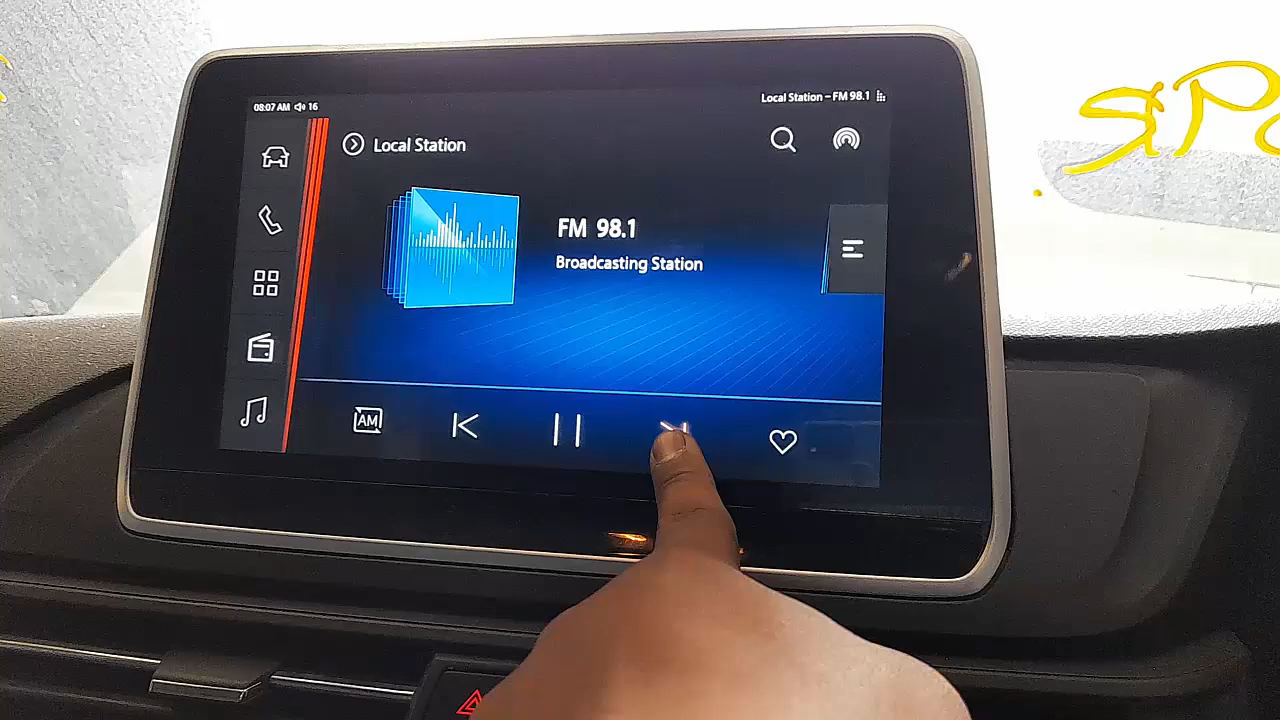 08:07 AM 16
Local Station – FM 98.1
Local Station
FM 98.1
Broadcasting Station
AM